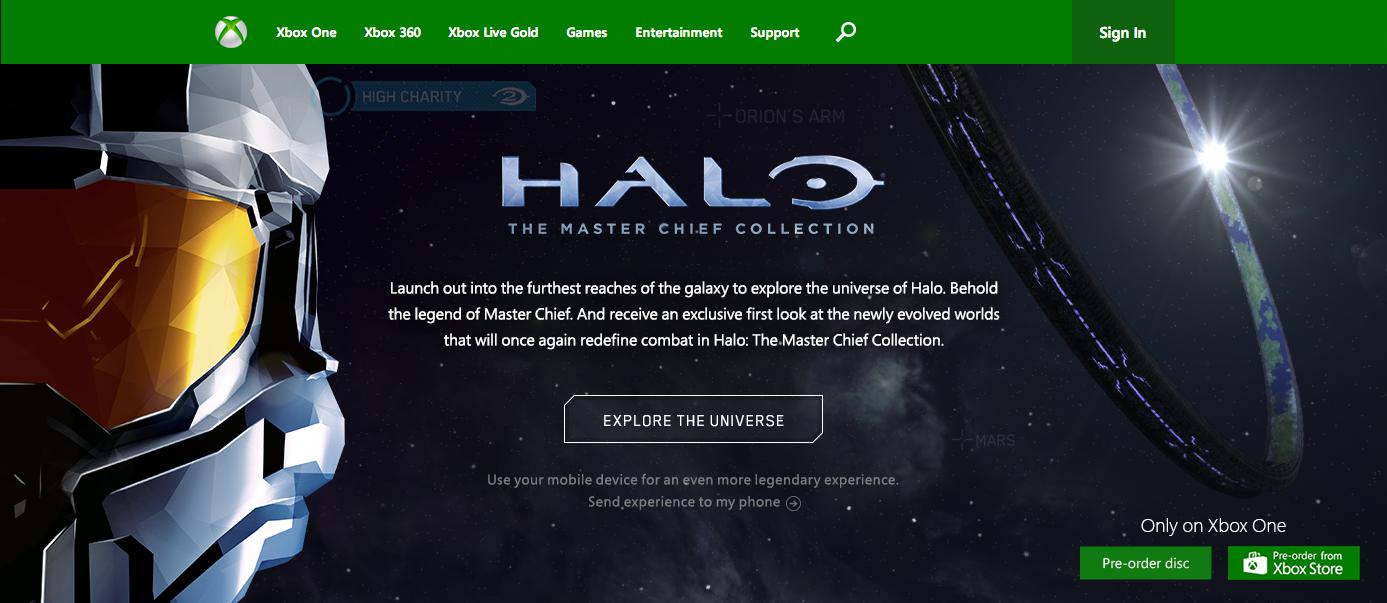 Xbox One Xbox 360 Xbox Live Gold Games Entertainment Support Sign In
HIGH CHARITY 2
ORION'S ARM
HALO
THE MASTER CHIEF COLLECTION
Launch out into the furthest reaches of the galaxy to explore the universe of Halo. Behold
the legend of Master Chief. And receive an exclusive first look at the newly evolved worlds
that will once again redefine combat in Halo: The Master Chief Collection.
EXPLORE THE UNIVERSE
MARS
Use your mobile device for an even more legendary experience.
Send experience to my phone
Only on Xbox One
Pre-order disc
Pre-order from
Xbox Store